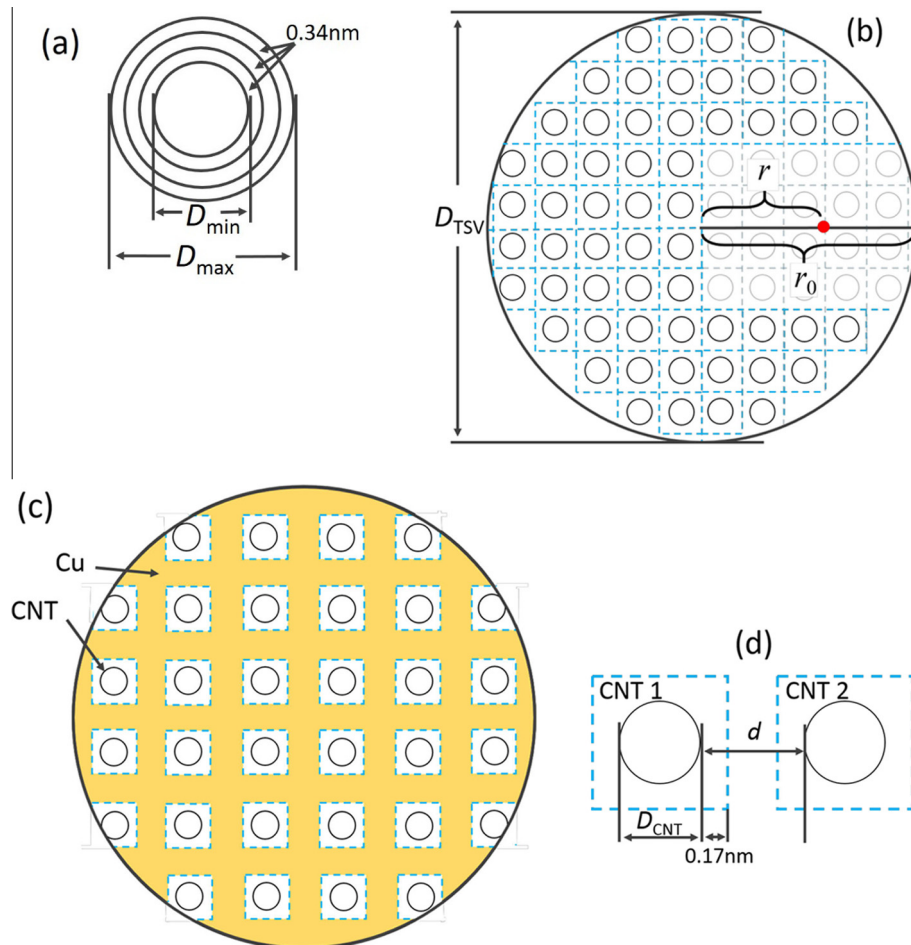 (a)
0.34nm
D_min
D_max
(b)
D_TSV
r
r_0
(c)
Cu
CNT
(d)
CNT 1
CNT 2
d
D_CNT
0.17nm